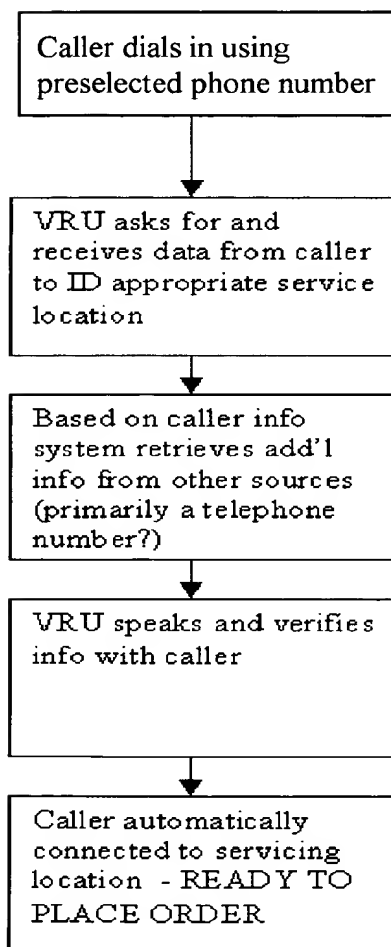 Caller dials in using
preselected phone number
VRU asks for and
receives data from caller
to ID appropriate service
location
Based on caller info
system retrieves add'l
info from other sources
(primarily a telephone
number?)
VRU speaks and verifies
info with caller
Caller automatically
connected to servicing
location - READY TO
PLACE ORDER